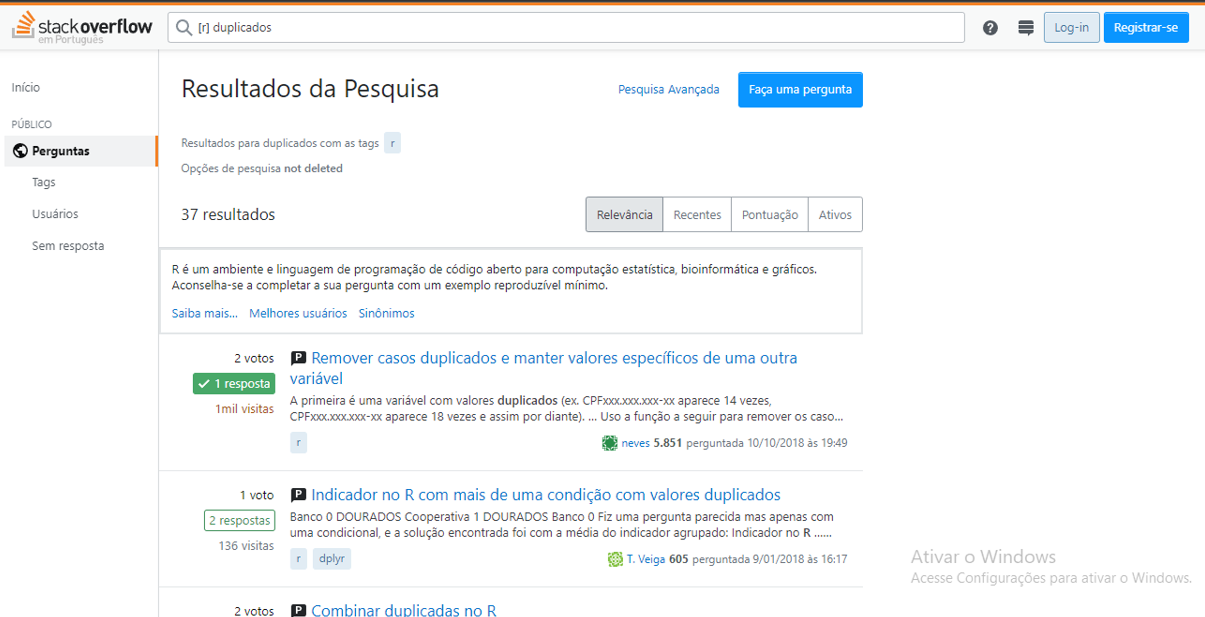 stackoverflow
em Português
[r] duplicados
?
Log-in
Registrar-se
Início
PÚBLICO
Perguntas
Tags
Usuários
Sem resposta
Resultados da Pesquisa
Pesquisa Avançada
Faça uma pergunta
Resultados para duplicados com as tags r
Opções de pesquisa not deleted
37 resultados
Relevância
Recentes
Pontuação
Ativos
R é um ambiente e linguagem de programação de código aberto para computação estatística, bioinformática e gráficos.
Aconselha-se a completar a sua pergunta com um exemplo reproduzível mínimo.
Saiba mais... Melhores usuários Sinônimos
2 votos
1 resposta
1mil visitas
P Remover casos duplicados e manter valores específicos de uma outra
variável
A primeira é uma variável com valores duplicados (ex. CPFxxx.xxx.xxx-xx aparece 14 vezes,
CPFxxx.xxx.xxx-xx aparece 18 vezes e assim por diante). ... Uso a função a seguir para remover os caso...
r
neves 5.851 perguntada 10/10/2018 às 19:49
1 voto
2 respostas
136 visitas
P Indicador no R com mais de uma condição com valores duplicados
Banco 0 DOURADOS Cooperativa 1 DOURADOS Banco 0 Fiz uma pergunta parecida mas apenas com
uma condicional, e a solução encontrada foi com a média do indicador agrupado: Indicador no R ......
r dplyr
T. Veiga 605 perguntada 9/01/2018 às 16:17
2 votos
P Combinar duplicadas no R
Ativar o Windows
Acesse Configurações para ativar o Windows.